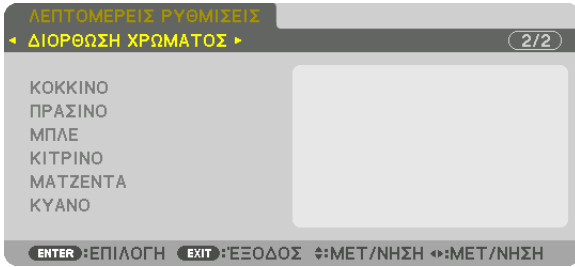 ΛΕΠΤΟΜΕΡΕΙΣ ΡΥΘΜΙΣΕΙΣ
◂ ΔΙΟΡΘΩΣΗ ΧΡΩΜΑΤΟΣ ▸ 2/2
ΚΟΚΚΙΝΟ
ΠΡΑΣΙΝΟ
ΜΠΛΕ
ΚΙΤΡΙΝΟ
ΜΑΤΖΕΝΤΑ
ΚΥΑΝΟ
ENTER:ΕΠΙΛΟΓΗ EXIT:ΈΞΟΔΟΣ ⬍:ΜΕΤ/ΝΗΣΗ ◂▸:ΜΕΤ/ΝΗΣΗ